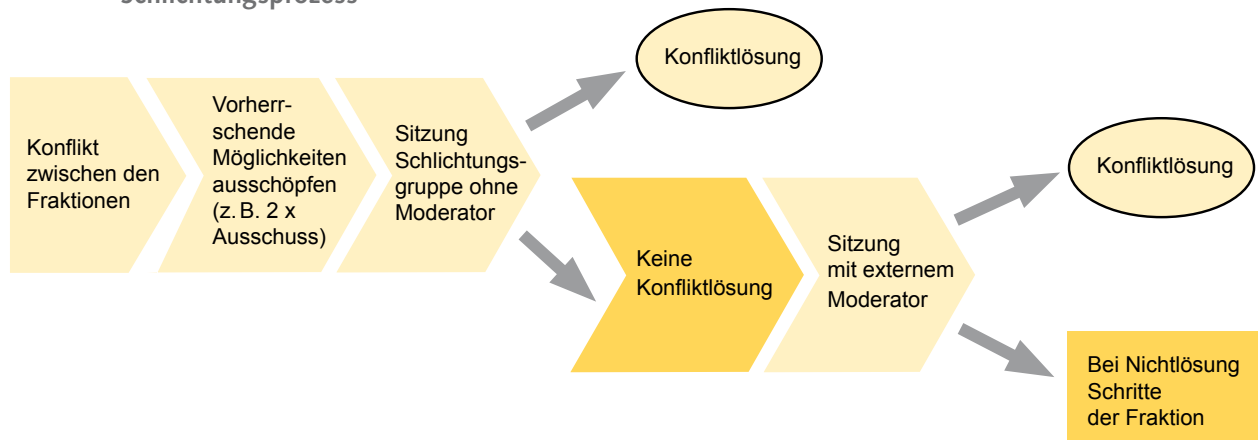 Schlichtungsprozess
Konflikt
zwischen den
Fraktionen
Vorherr-
schende
Möglichkeiten
ausschöpfen
(z. B. 2 x
Ausschuss)
Sitzung
Schlichtungs-
gruppe ohne
Moderator
Konfliktlösung
Keine
Konfliktlösung
Sitzung
mit externem
Moderator
Konfliktlösung
Bei Nichtlösung
Schritte
der Fraktion